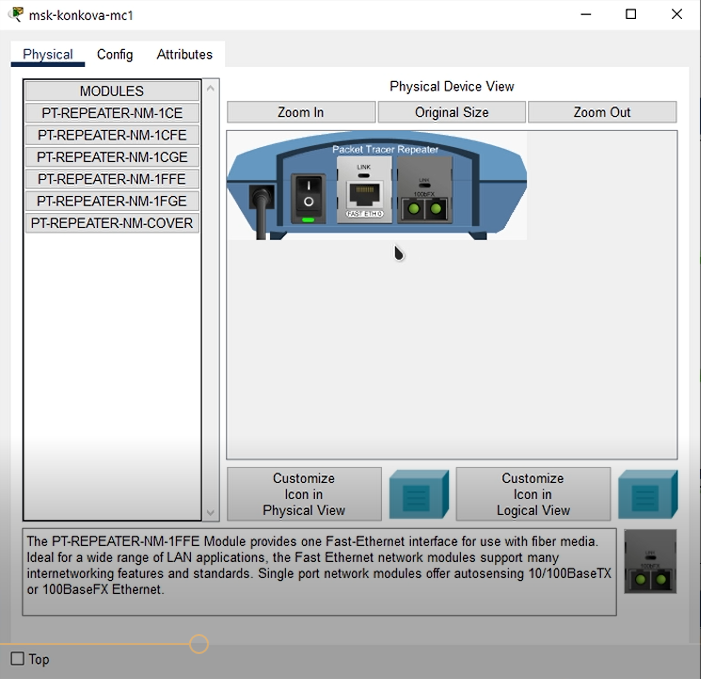 msk-konkova-mc1
Physical Config Attributes
MODULES
PT-REPEATER-NM-1CE
PT-REPEATER-NM-1CFE
PT-REPEATER-NM-1CGE
PT-REPEATER-NM-1FFE
PT-REPEATER-NM-1FGE
PT-REPEATER-NM-COVER
Physical Device View
Zoom In Original Size Zoom Out
Packet Tracer Repeater
LINK
LINK
100bFX
FAST ETH 0
Customize
Icon in
Physical View
Customize
Icon in
Logical View
The PT-REPEATER-NM-1FFE Module provides one Fast-Ethernet interface for use with fiber media.
Ideal for a wide range of LAN applications, the Fast Ethernet network modules support many
internetworking features and standards. Single port network modules offer autosensing 10/100BaseTX
or 100BaseFX Ethernet.
Top